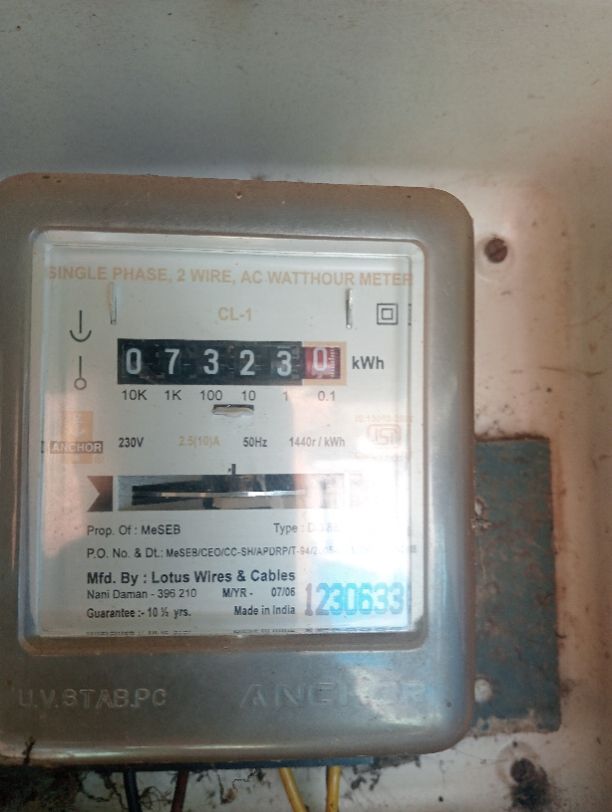 SINGLE PHASE, 2 WIRE, AC WATTHOUR METER
CL-1
0 7 3 2 3 0 kWh
10K 1K 100 10 1 0.1
ANCHOR 230V 2.5(10)A 50Hz 1440r / kWh
Prop. Of : MeSEB Type :
P.O. No. & Dt.: MeSEB/CEO/CC-SH/APDRP/T-94/
Mfd. By : Lotus Wires & Cables
Nani Daman - 396 210 M/YR - 07/06
Guarantee :- 10 ½ yrs. Made in India
1230633
U.V.STAB.PC ANCHOR